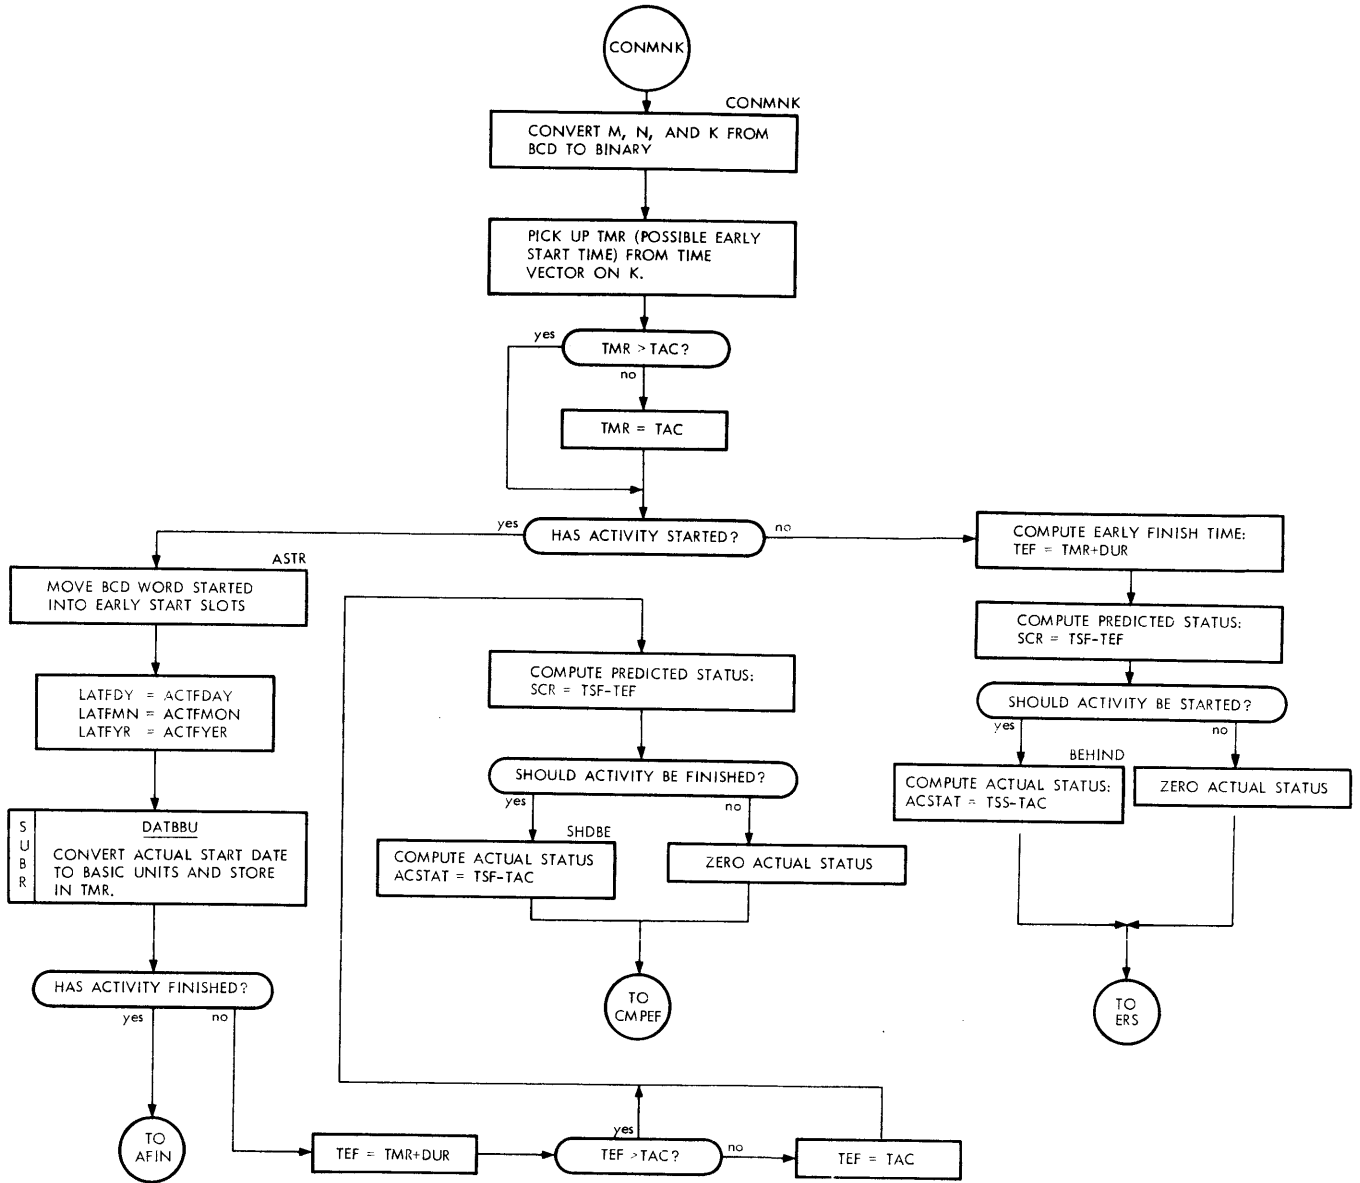 CONMNK
CONMNK
CONVERT M, N, AND K FROM
BCD TO BINARY
PICK UP TMR (POSSIBLE EARLY
START TIME) FROM TIME
VECTOR ON K.
yes
TMR > TAC?
no
TMR = TAC
yes
HAS ACTIVITY STARTED?
no
ASTR
MOVE BCD WORD STARTED
INTO EARLY START SLOTS
LATFDY = ACTFDAY
LATFMN = ACTFMON
LATFYR = ACTFYER
SUBR
DATBBU
CONVERT ACTUAL START DATE
TO BASIC UNITS AND STORE
IN TMR.
HAS ACTIVITY FINISHED?
yes
no
TO
AFIN
TEF = TMR+DUR
yes
TEF > TAC?
no
TEF = TAC
COMPUTE PREDICTED STATUS:
SCR = TSF-TEF
SHOULD ACTIVITY BE FINISHED?
yes
no
SHDBE
COMPUTE ACTUAL STATUS
ACSTAT = TSF-TAC
ZERO ACTUAL STATUS
TO
CMPEF
COMPUTE EARLY FINISH TIME:
TEF = TMR+DUR
COMPUTE PREDICTED STATUS:
SCR = TSF-TEF
SHOULD ACTIVITY BE STARTED?
yes
no
BEHIND
COMPUTE ACTUAL STATUS:
ACSTAT = TSS-TAC
ZERO ACTUAL STATUS
TO
ERS